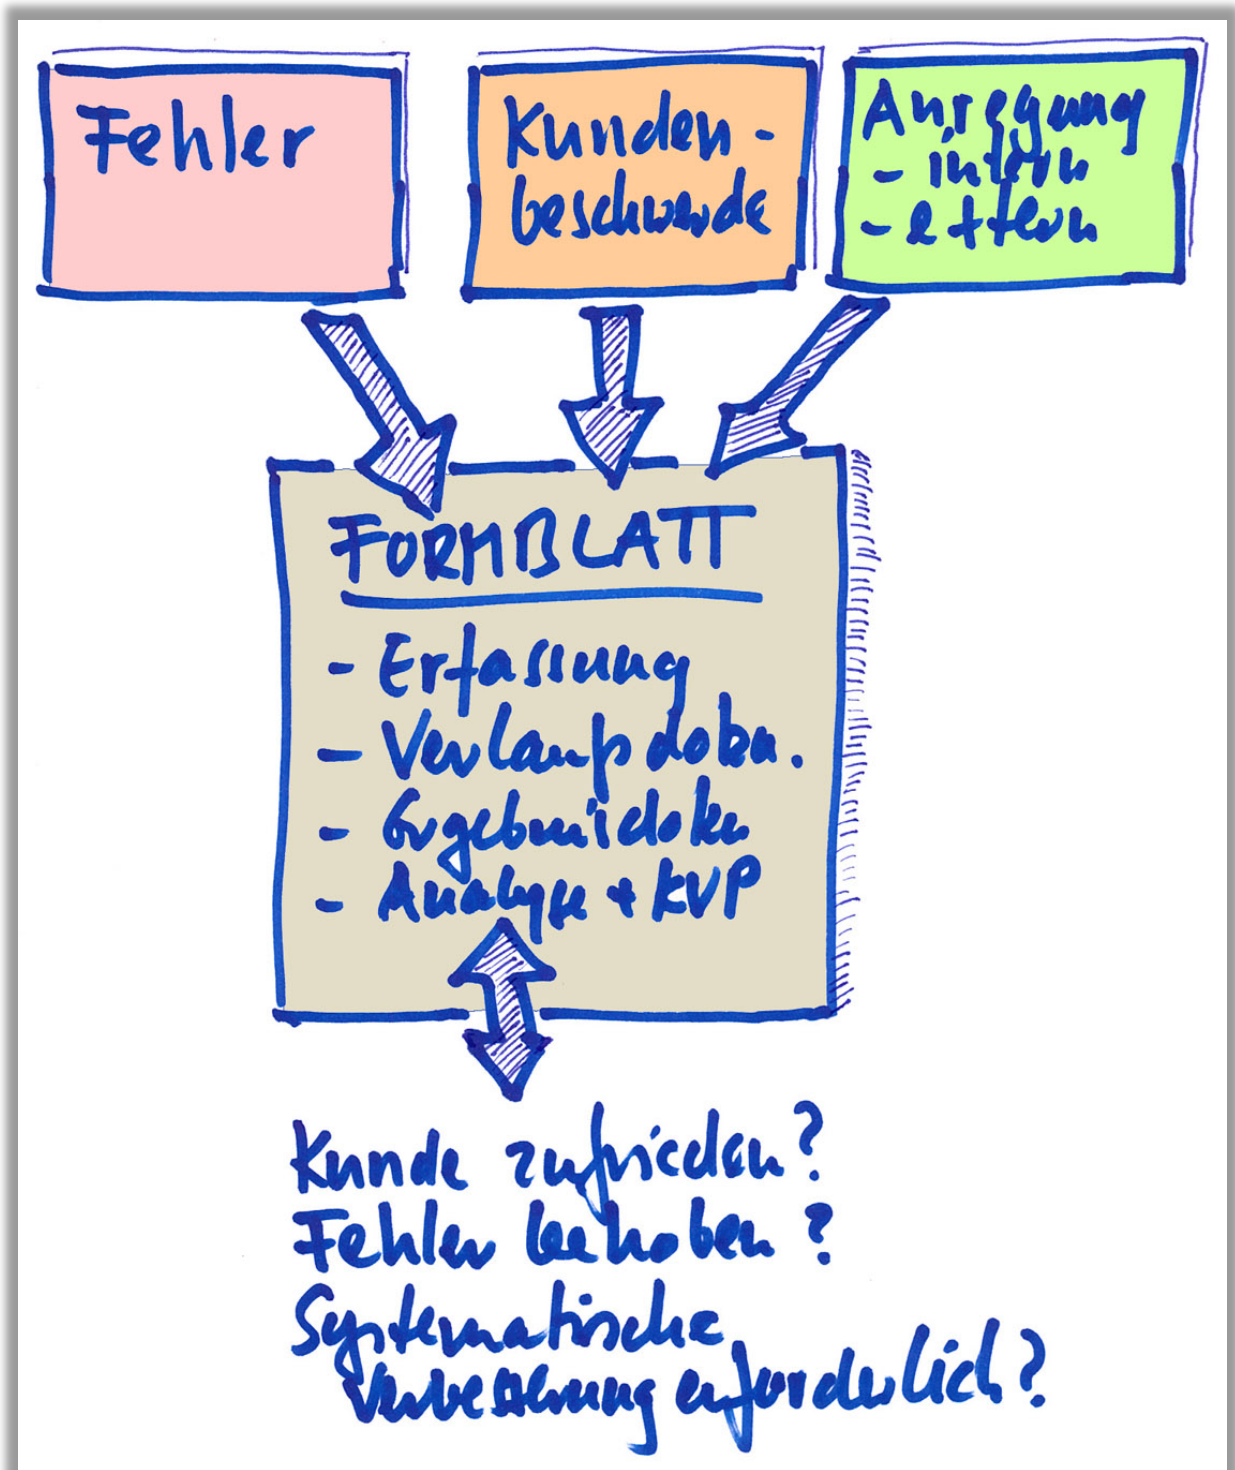 Fehler
Kunden-
beschwerde
Anregung
- intern
- extern
FORMBLATT
- Erfassung
- Verlaufsdoku.
- Ergebnisdoku
- Analyse + KVP
Kunde zufrieden?
Fehler behoben?
Systematische
Verbesserung erforderlich?